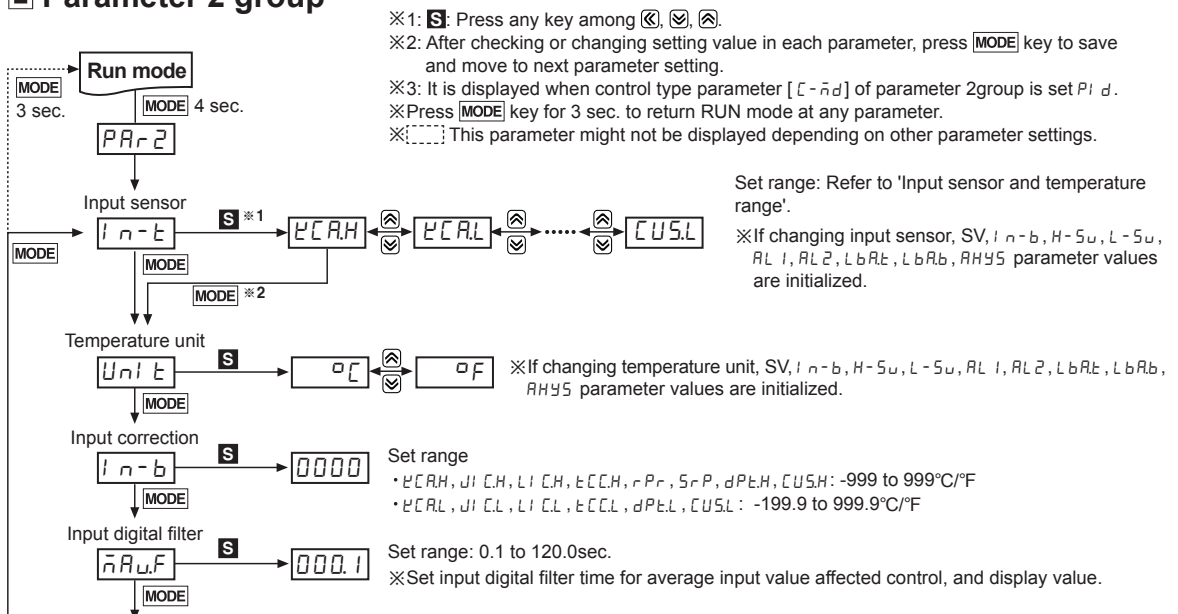 Parameter 2 group
※1: S: Press any key among «, ︾, ︽.
※2: After checking or changing setting value in each parameter, press MODE key to save
and move to next parameter setting.
※3: It is displayed when control type parameter [C-md] of parameter 2group is set PId.
※Press MODE key for 3 sec. to return RUN mode at any parameter.
※[ ] This parameter might not be displayed depending on other parameter settings.
Run mode
MODE
3 sec.
MODE 4 sec.
PAr2
Input sensor
In-t
S ※1
KCA.H
KCA.L
.....
CUS.L
MODE
MODE
MODE ※2
Set range: Refer to 'Input sensor and temperature
range'.
※If changing input sensor, SV, In-b, H-Su, L-Su,
AL1, AL2, LbA.t, LbA.b, AHYS parameter values
are initialized.
Temperature unit
UnIt
S
°C
°F
※If changing temperature unit, SV, In-b, H-Su, L-Su, AL1, AL2, LbA.t, LbA.b,
AHYS parameter values are initialized.
MODE
Input correction
In-b
S
0000
Set range
•KCA.H, JIC.H, LIC.H, tCC.H, rPr, SrP, dPt.H, CUS.H: -999 to 999°C/°F
•KCA.L, JIC.L, LIC.L, tCC.L, dPt.L, CUS.L: -199.9 to 999.9°C/°F
MODE
Input digital filter
mAu.F
S
000.1
Set range: 0.1 to 120.0sec.
※Set input digital filter time for average input value affected control, and display value.
MODE